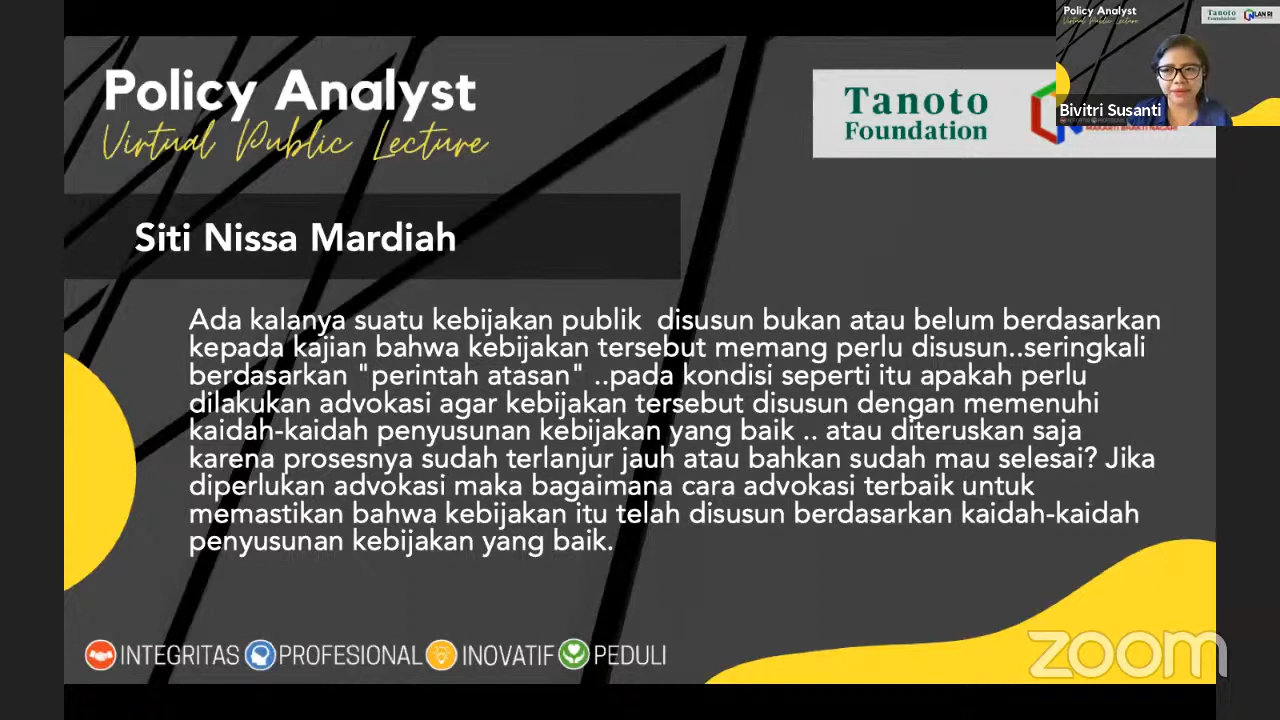 Policy Analyst
Virtual Public Lecture
Tanoto
Foundation
Policy Analyst
Virtual Public Lecture
Tanoto
Foundation
LAN RI
Bivitri Susanti
Siti Nissa Mardiah
Ada kalanya suatu kebijakan publik disusun bukan atau belum berdasarkan
kepada kajian bahwa kebijakan tersebut memang perlu disusun..seringkali
berdasarkan "perintah atasan" ..pada kondisi seperti itu apakah perlu
dilakukan advokasi agar kebijakan tersebut disusun dengan memenuhi
kaidah-kaidah penyusunan kebijakan yang baik .. atau diteruskan saja
karena prosesnya sudah terlanjur jauh atau bahkan sudah mau selesai? Jika
diperlukan advokasi maka bagaimana cara advokasi terbaik untuk
memastikan bahwa kebijakan itu telah disusun berdasarkan kaidah-kaidah
penyusunan kebijakan yang baik.
INTEGRITAS PROFESIONAL INOVATIF PEDULI
zoom